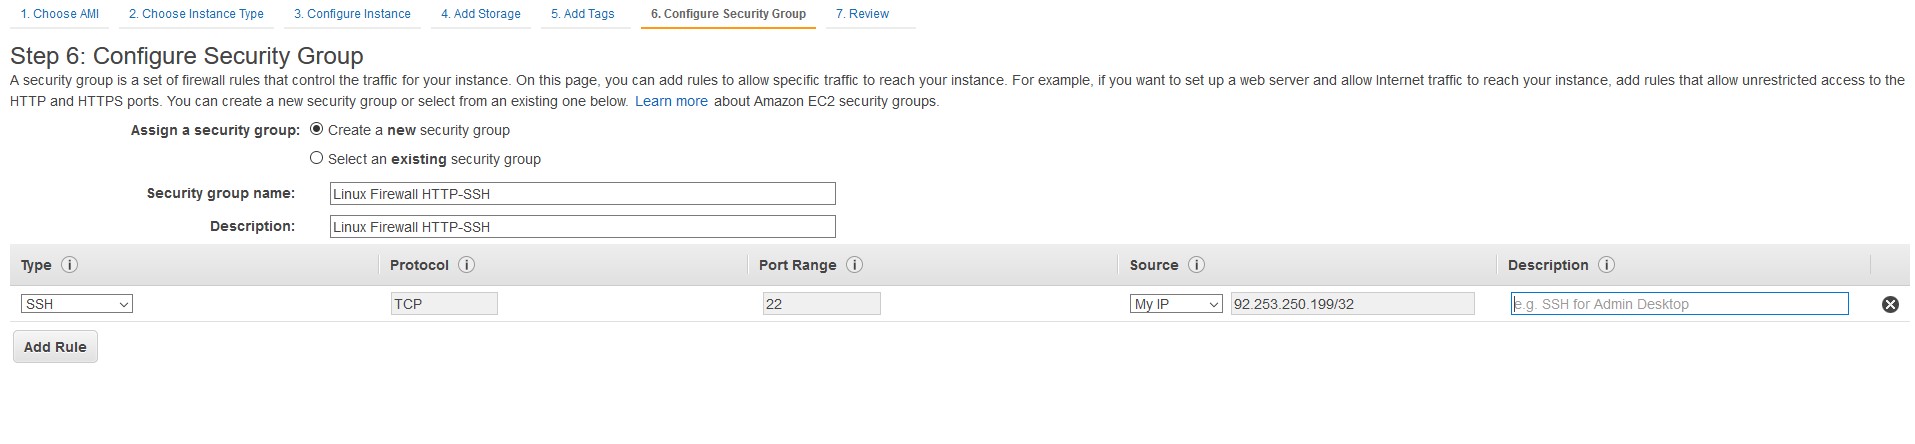 1. Choose AMI 2. Choose Instance Type 3. Configure Instance 4. Add Storage 5. Add Tags 6. Configure Security Group 7. Review
Step 6: Configure Security Group
A security group is a set of firewall rules that control the traffic for your instance. On this page, you can add rules to allow specific traffic to reach your instance. For example, if you want to set up a web server and allow Internet traffic to reach your instance, add rules that allow unrestricted access to the
HTTP and HTTPS ports. You can create a new security group or select from an existing one below. Learn more about Amazon EC2 security groups.
Assign a security group: Create a new security group
Select an existing security group
Security group name: Linux Firewall HTTP-SSH
Description: Linux Firewall HTTP-SSH
Type i Protocol i Port Range i Source i Description i
SSH TCP 22 My IP 92.253.250.199/32 e.g. SSH for Admin Desktop
Add Rule